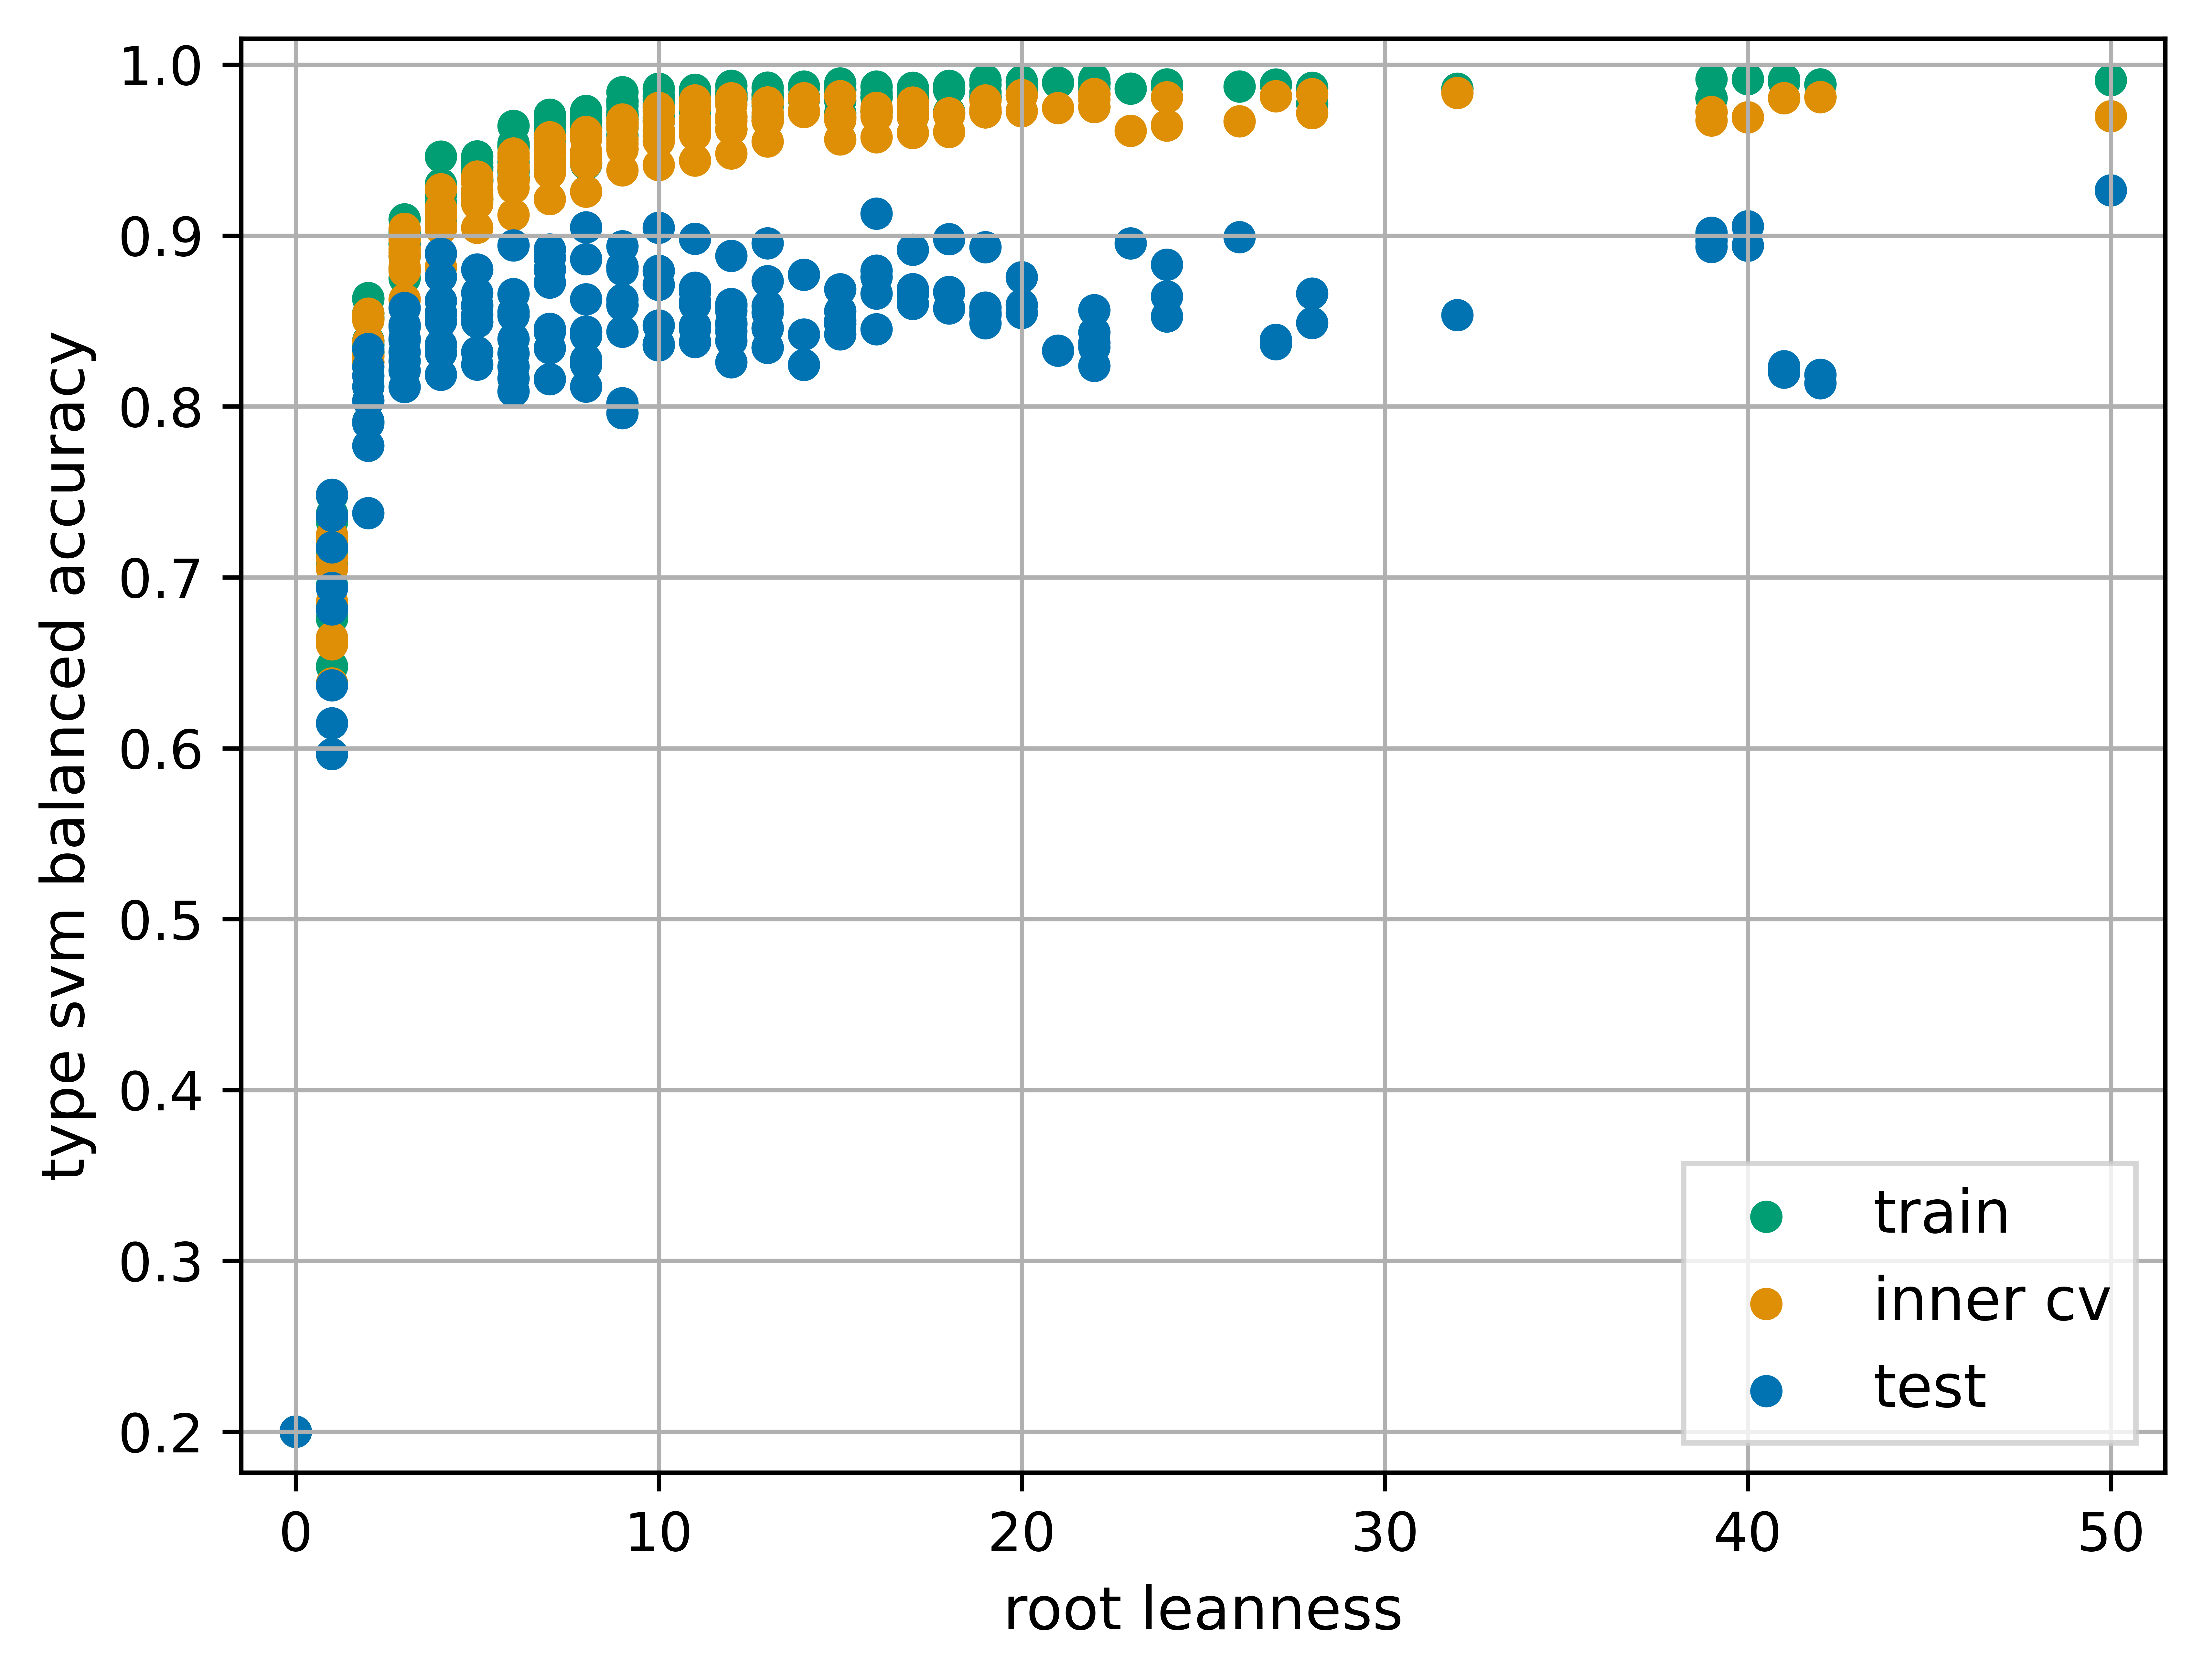 1.0
0.9
0.8
0.7
0.6
0.5
0.4
0.3
0.2
type svm balanced accuracy
train
inner cv
test
0 10 20 30 40 50
root leanness